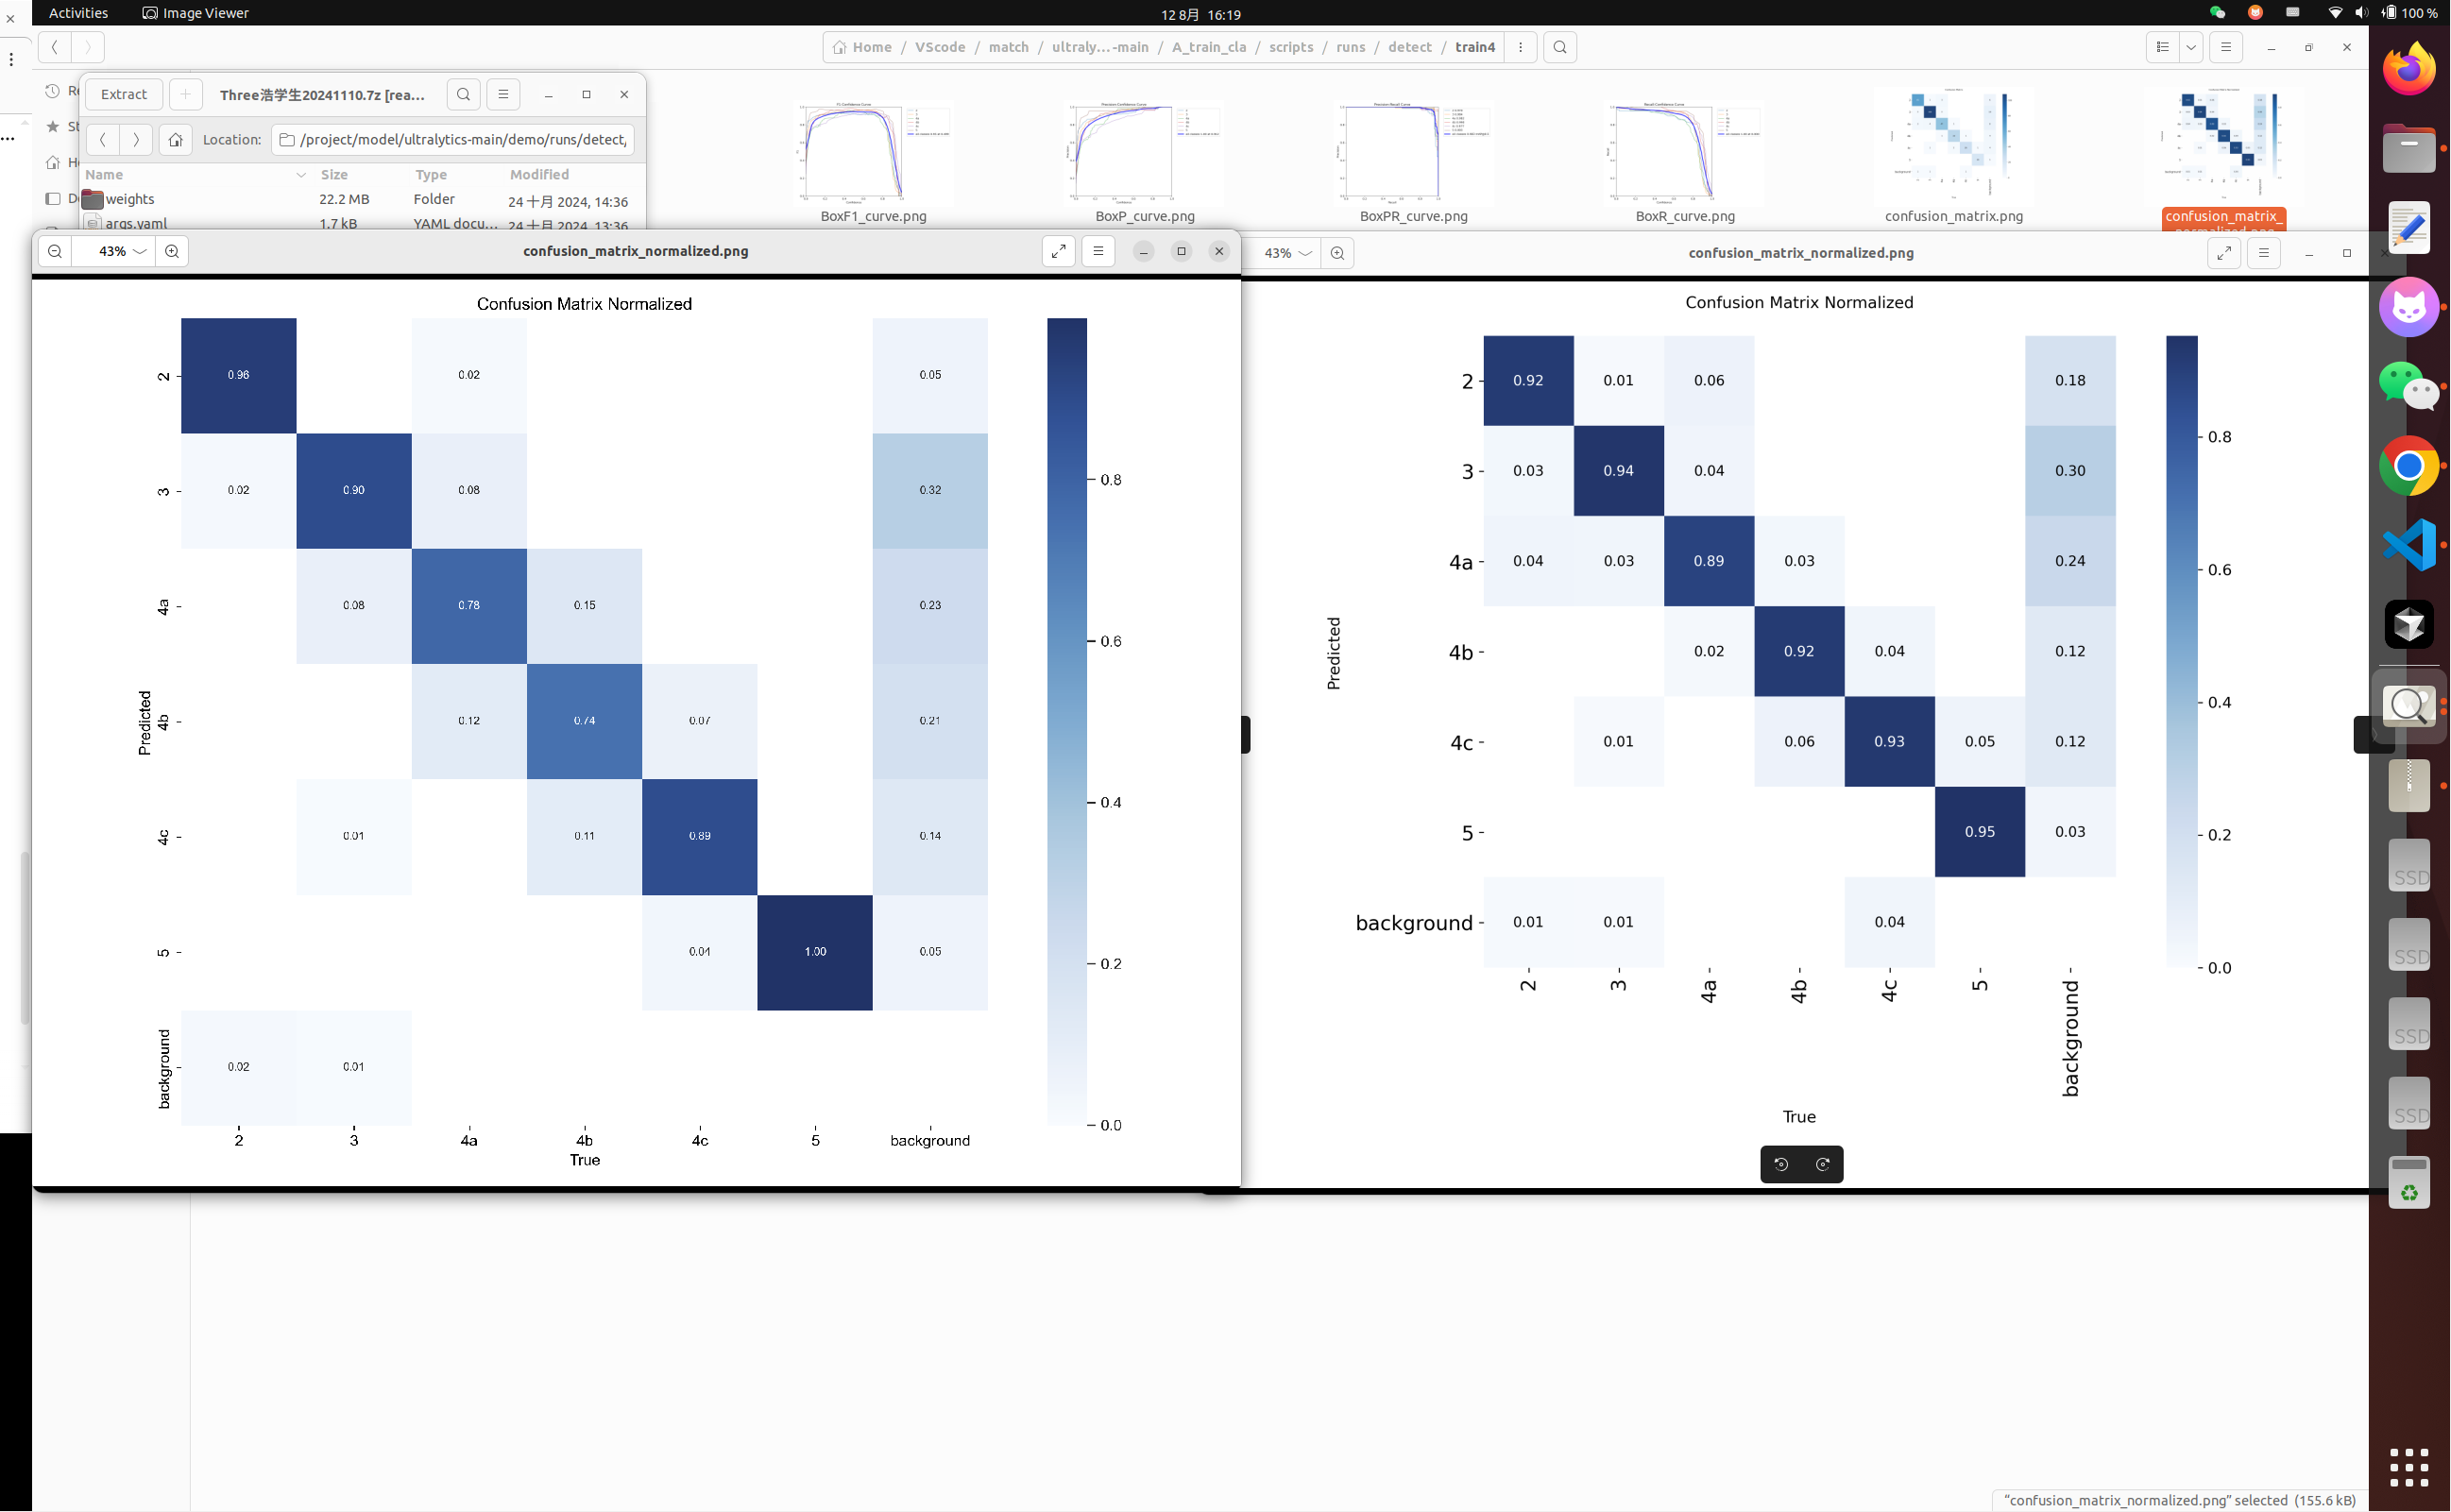 Activities
Image Viewer
12 8月 16:19
100 %
Home / VScode / match / ultraly…-main / A_train_cla / scripts / runs / detect / train4
Extract
Three浩学生20241110.7z [rea…
Location:
/project/model/ultralytics-main/demo/runs/detect,
Name Size Type Modified
weights 22.2 MB Folder 24 十月 2024, 14:36
args.yaml 1.7 kB YAML docu… 24 十月 2024, 13:36
BoxF1_curve.png
BoxP_curve.png
BoxPR_curve.png
BoxR_curve.png
confusion_matrix.png
confusion_matrix_
normalized.png
43%
confusion_matrix_normalized.png
Confusion Matrix Normalized
2 0.96 0.02 0.05
3 0.02 0.90 0.08 0.32
4a 0.08 0.78 0.15 0.23
4b 0.12 0.74 0.07 0.21
4c 0.01 0.11 0.89 0.14
5 0.04 1.00 0.05
background 0.02 0.01
Predicted
2 3 4a 4b 4c 5 background
True
0.8
0.6
0.4
0.2
0.0
43%
confusion_matrix_normalized.png
Confusion Matrix Normalized
2 0.92 0.01 0.06 0.18
3 0.03 0.94 0.04 0.30
4a 0.04 0.03 0.89 0.03 0.24
4b 0.02 0.92 0.04 0.12
4c 0.01 0.06 0.93 0.05 0.12
5 0.95 0.03
background 0.01 0.01 0.04
Predicted
2 3 4a 4b 4c 5 background
True
0.8
0.6
0.4
0.2
0.0
SSD
SSD
SSD
SSD
"confusion_matrix_normalized.png" selected (155.6 kB)